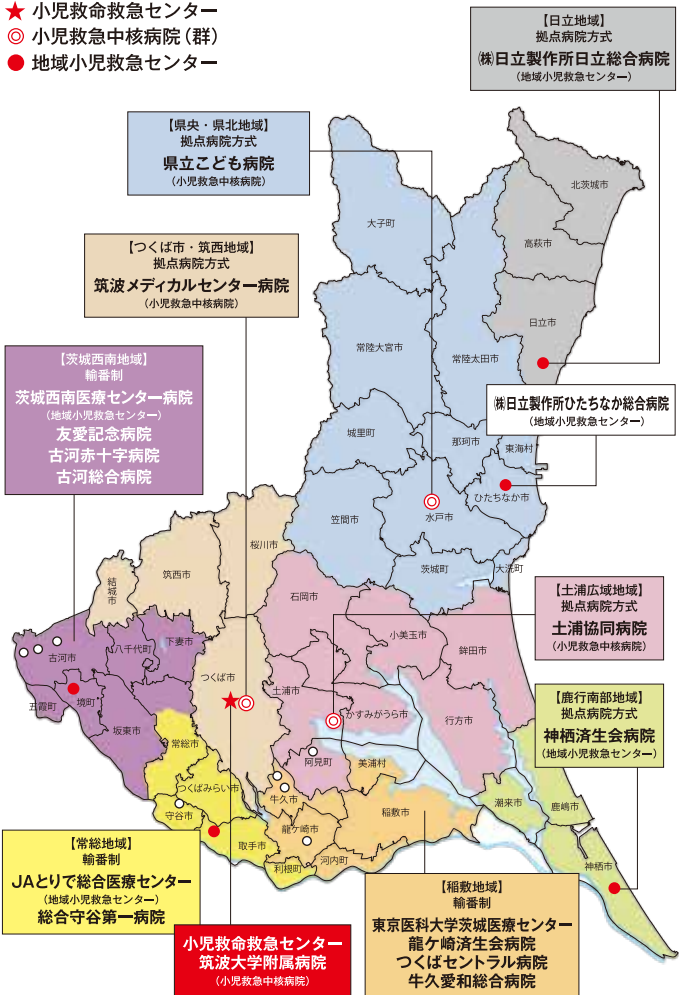 小児救命救急センター
小児救急中核病院(群)
地域小児救急センター
【日立地域】
拠点病院方式
㈱日立製作所日立総合病院
(地域小児救急センター)
【県央・県北地域】
拠点病院方式
県立こども病院
(小児救急中核病院)
【つくば市・筑西地域】
拠点病院方式
筑波メディカルセンター病院
(小児救急中核病院)
【茨城西南地域】
輪番制
茨城西南医療センター病院
(地域小児救急センター)
友愛記念病院
古河赤十字病院
古河総合病院
㈱日立製作所ひたちなか総合病院
(地域小児救急センター)
【土浦広域地域】
拠点病院方式
土浦協同病院
(小児救急中核病院)
【鹿行南部地域】
拠点病院方式
神栖済生会病院
(地域小児救急センター)
【常総地域】
輪番制
JAとりで総合医療センター
(地域小児救急センター)
総合守谷第一病院
小児救命救急センター
筑波大学附属病院
(小児救急中核病院)
【稲敷地域】
輪番制
東京医科大学茨城医療センター
龍ケ崎済生会病院
つくばセントラル病院
牛久愛和総合病院
北茨城市
大子町
高萩市
日立市
常陸大宮市
常陸太田市
城里町
那珂市
東海村
ひたちなか市
水戸市
笠間市
茨城町
大洗町
桜川市
筑西市
結城市
石岡市
小美玉市
鉾田市
下妻市
八千代町
古河市
つくば市
土浦市
かすみがうら市
行方市
五霞町
境町
坂東市
常総市
阿見町
美浦村
つくばみらい市
牛久市
稲敷市
潮来市
鹿嶋市
守谷市
取手市
龍ケ崎市
河内町
利根町
神栖市